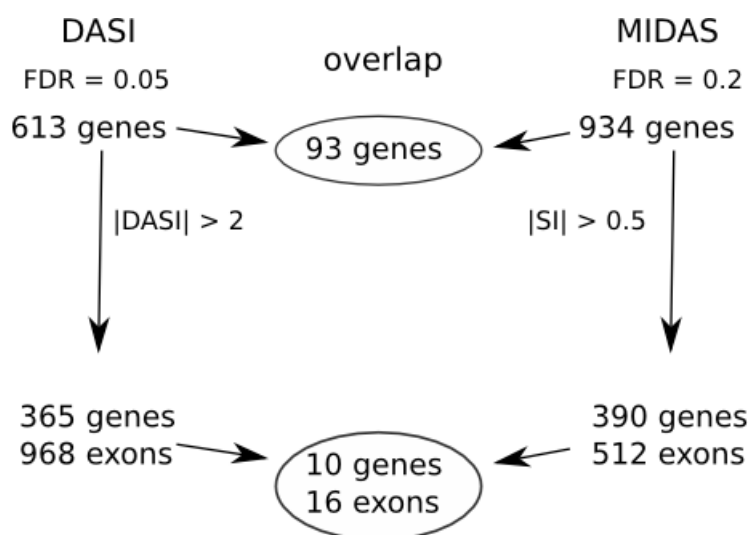 DASI
MIDAS
overlap
FDR = 0.05
FDR = 0.2
613 genes
93 genes
934 genes
|DASI| > 2
|SI| > 0.5
365 genes
968 exons
390 genes
512 exons
10 genes
16 exons